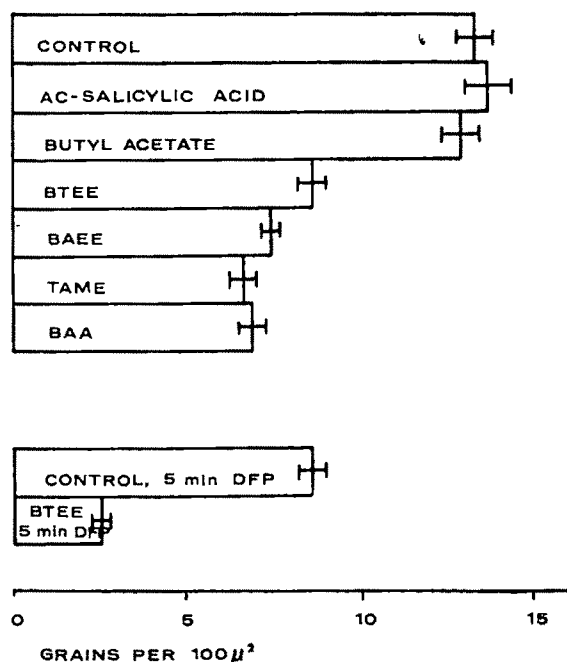 CONTROL
AC-SALICYLIC ACID
BUTYL ACETATE
BTEE
BAEE
TAME
BAA
CONTROL, 5 min DFP
BTEE
5 min DFP
0 5 10 15
GRAINS PER 100μ²